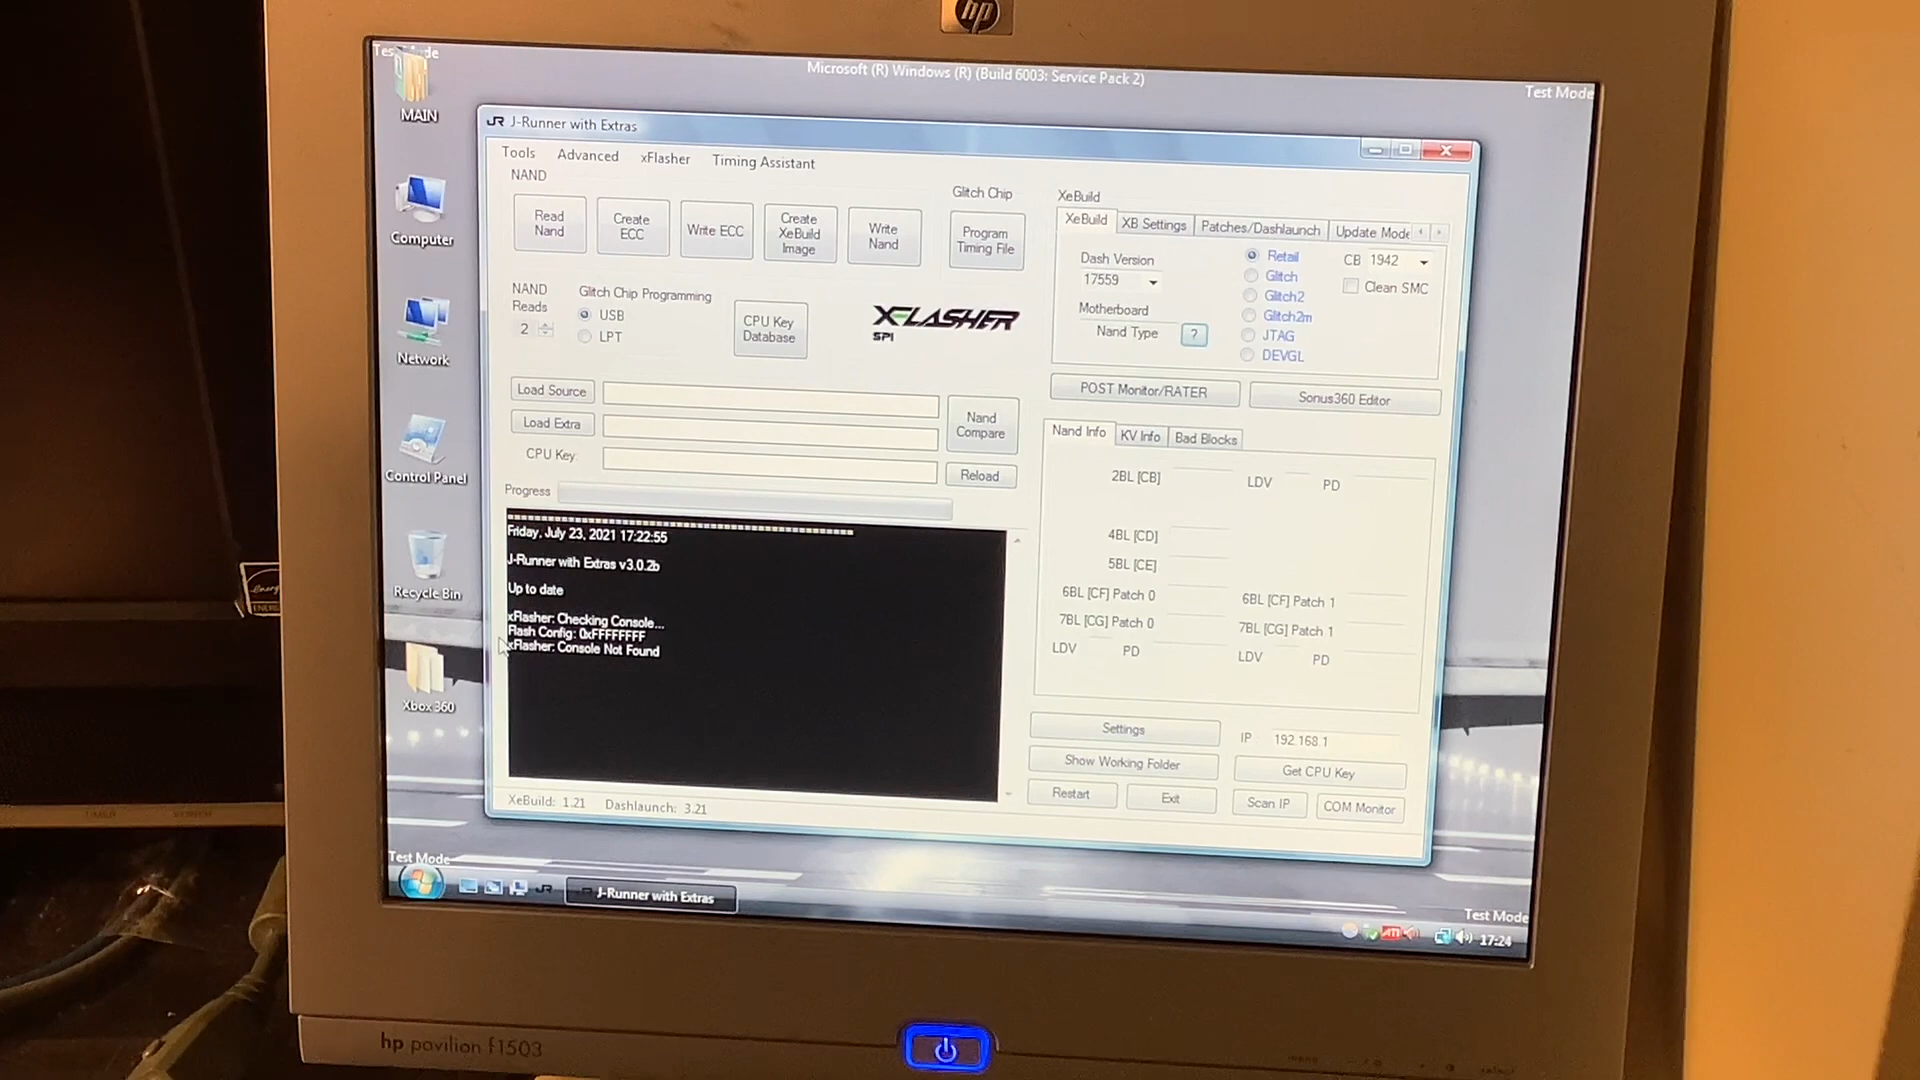 hp
Test Mode
Microsoft (R) Windows (R) (Build 6003: Service Pack 2)
Test Mode
MAIN
Computer
Network
Control Panel
Recycle Bin
Xbox 360
JR J-Runner with Extras
Tools Advanced xFlasher Timing Assistant
NAND
Read Nand
Create ECC
Write ECC
Create XeBuild Image
Write Nand
Glitch Chip
Program Timing File
NAND Reads
2
Glitch Chip Programming
USB
LPT
CPU Key Database
XFLASHER
SPI
Load Source
Load Extra
CPU Key
Nand Compare
Reload
Progress
Friday, July 23, 2021 17:22:55
J-Runner with Extras v3.0.2b
Up to date
xFlasher: Checking Console...
Flash Config: 0xFFFFFFFF
xFlasher: Console Not Found
XeBuild: 1.21 Dashlaunch: 3.21
XeBuild
XeBuild XB Settings Patches/Dashlaunch Update Mode
Dash Version
17559
Motherboard
Nand Type ?
Retail
Glitch
Glitch2
Glitch2m
JTAG
DEVGL
CB 1942
Clean SMC
POST Monitor/RATER
Sonus360 Editor
Nand Info KV Info Bad Blocks
2BL [CB] LDV PD
4BL [CD]
5BL [CE]
6BL [CF] Patch 0 6BL [CF] Patch 1
7BL [CG] Patch 0 7BL [CG] Patch 1
LDV PD LDV PD
Settings
Show Working Folder
Restart
Exit
IP 192.168.1
Get CPU Key
Scan IP
COM Monitor
Test Mode
JR J-Runner with Extras
Test Mode
ATI
17:24
hp pavilion f1503